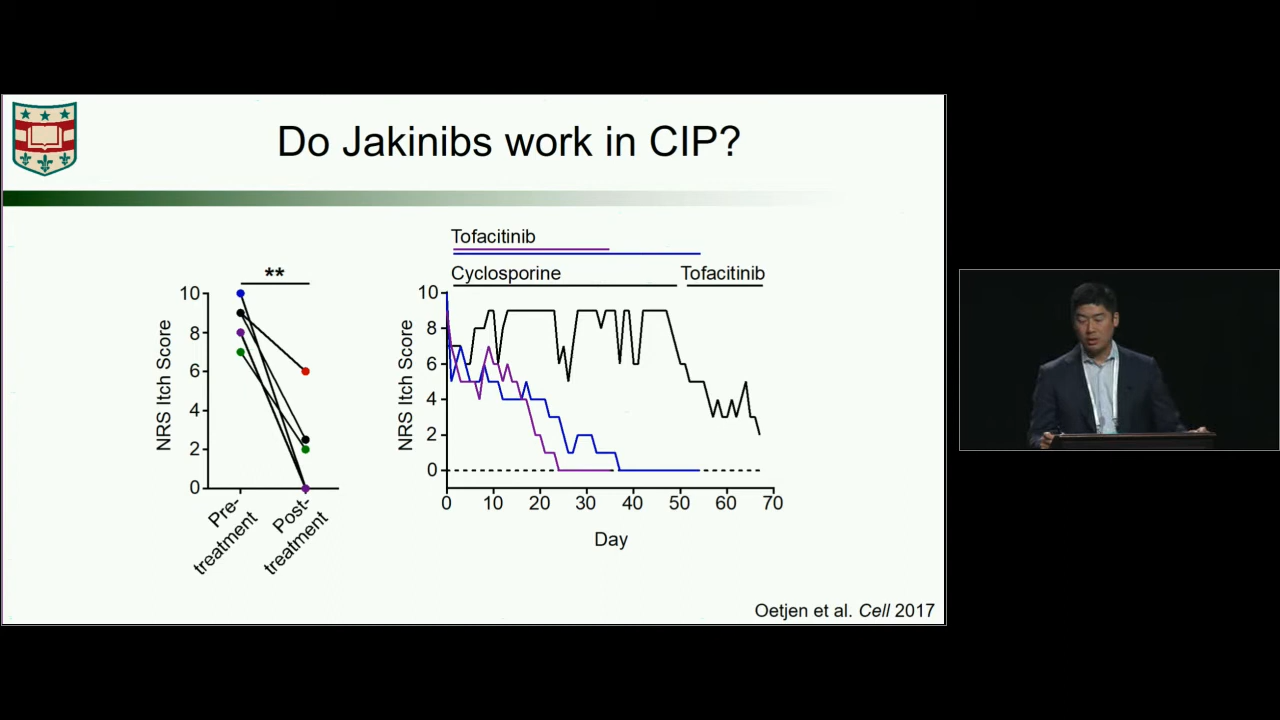 Do Jakinibs work in CIP?
**
NRS Itch Score
10
8
6
4
2
0
Pre-
treatment
Post-
treatment
Tofacitinib
Cyclosporine
Tofacitinib
NRS Itch Score
10
8
6
4
2
0
0 10 20 30 40 50 60 70
Day
Oetjen et al. Cell 2017